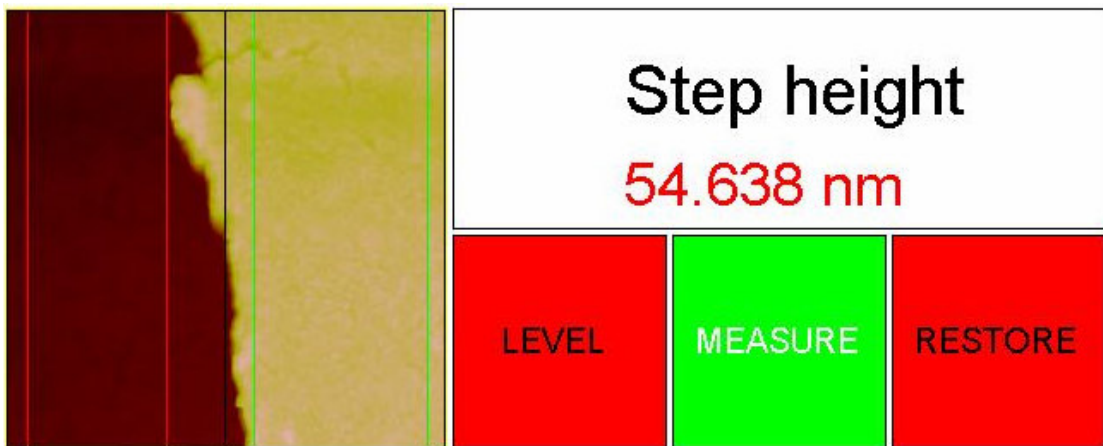 Step height
54.638 nm
LEVEL
MEASURE
RESTORE